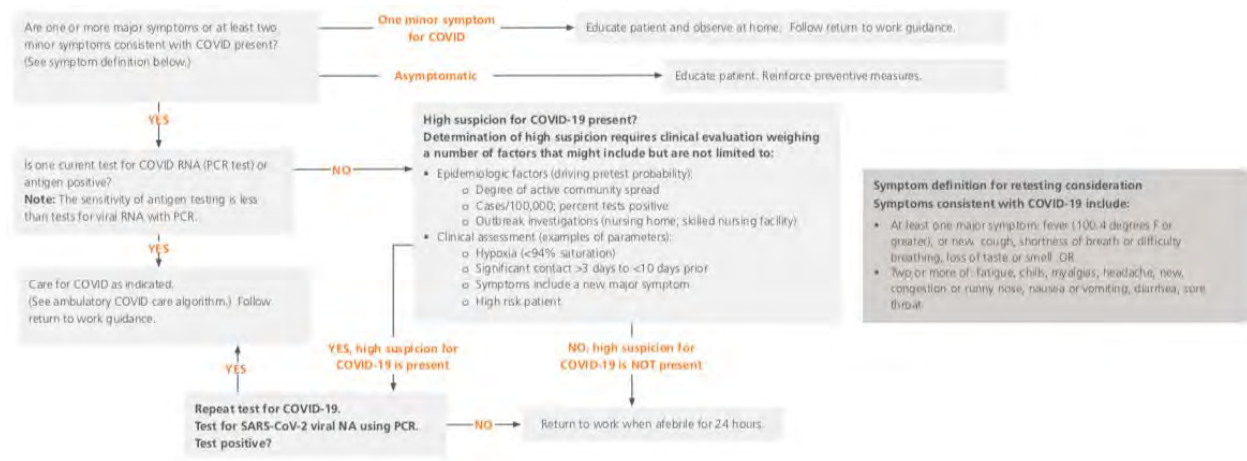 Are one or more major symptoms or at least two
minor symptoms consistent with COVID present?
(See symptom definition below.)
One minor symptom
for COVID
Educate patient and observe at home. Follow return to work guidance.
Asymptomatic
Educate patient. Reinforce preventive measures.
YES
Is one current test for COVID RNA (PCR test) or
antigen positive?
Note: The sensitivity of antigen testing is less
than tests for viral RNA with PCR.
NO
High suspicion for COVID-19 present?
Determination of high suspicion requires clinical evaluation weighing
a number of factors that might include but are not limited to:
• Epidemiologic factors (driving pretest probability):
o Degree of active community spread
o Cases/100,000; percent tests positive
o Outbreak investigations (nursing home; skilled nursing facility)
• Clinical assessment (examples of parameters):
o Hypoxia (<94% saturation)
o Significant contact >3 days to <10 days prior
o Symptoms include a new major symptom
o High risk patient
Symptom definition for retesting consideration
Symptoms consistent with COVID-19 include:
• At least one major symptom: fever (100.4 degrees F or
greater), or new cough, shortness of breath or difficulty
breathing, loss of taste or smell OR
• Two or more of: fatigue, chills, myalgias, headache, new,
congestion or runny nose, nausea or vomiting, diarrhea, sore
throat
YES
Care for COVID as indicated.
(See ambulatory COVID care algorithm.) Follow
return to work guidance.
YES, high suspicion for
COVID-19 is present
NO, high suspicion for
COVID-19 is NOT present
YES
Repeat test for COVID-19.
Test for SARS-CoV-2 viral NA using PCR.
Test positive?
NO
Return to work when afebrile for 24 hours.